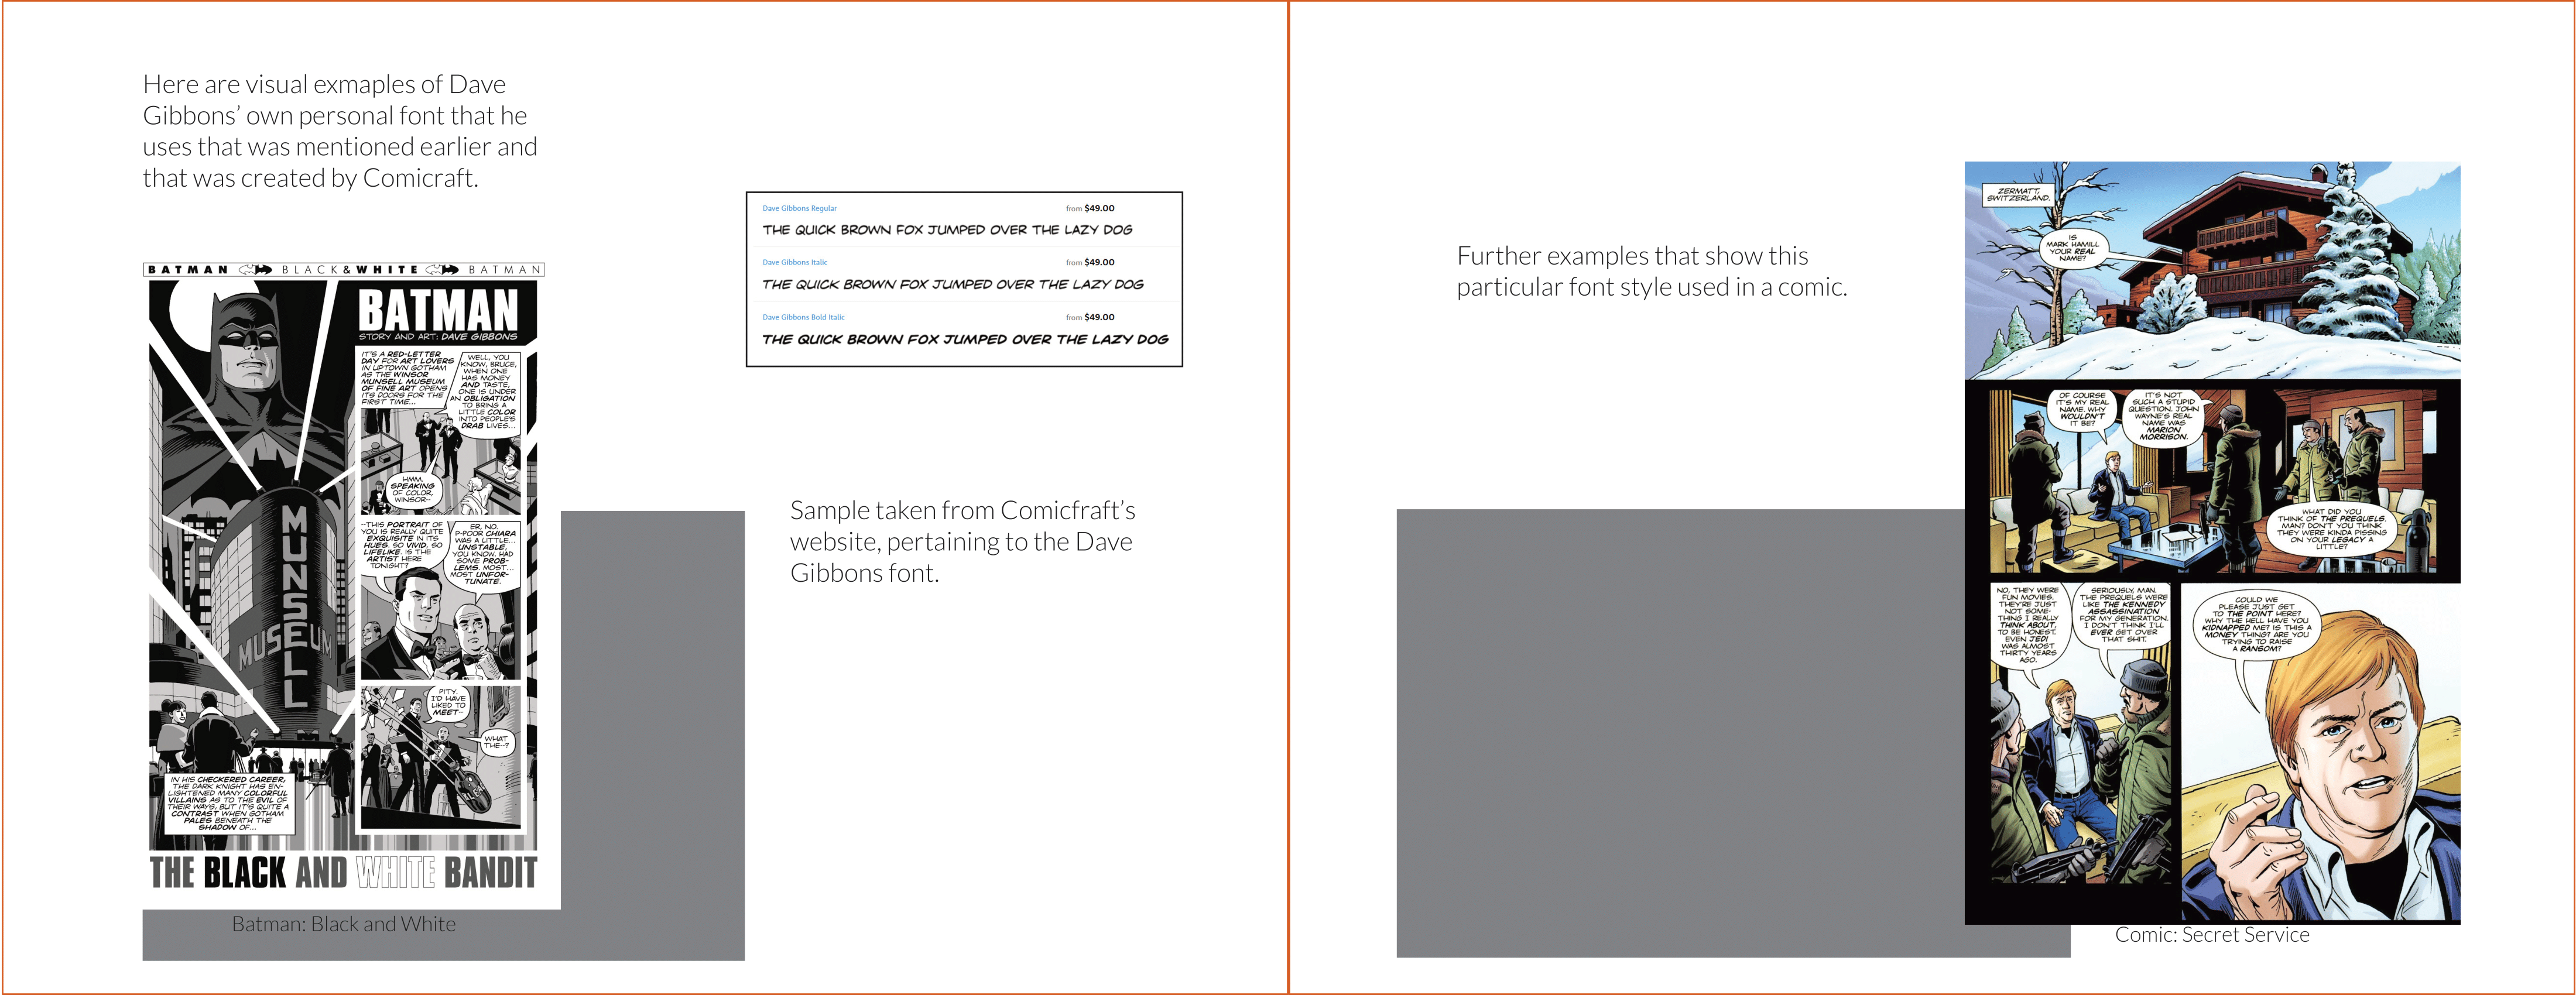 Here are visual exmaples of Dave
Gibbons' own personal font that he
uses that was mentioned earlier and
that was created by Comicraft.
BATMAN BLACK & WHITE BATMAN
BATMAN
STORY AND ART: DAVE GIBBONS
IT'S A RED-LETTER
DAY FOR ART LOVERS
IN UPTOWN GOTHAM
AS THE WINSOR
MUNSELL MUSEUM
OF FINE ART OPENS
ITS DOORS FOR THE
FIRST TIME...
WELL, YOU
KNOW, BRUCE,
WHEN ONE
HAS MONEY
AND TASTE,
ONE IS UNDER
AN OBLIGATION
TO BRING A
LITTLE COLOR
INTO PEOPLE'S
DRAB LIVES...
HMM.
SPEAKING
OF COLOR,
WINSOR--
--THIS PORTRAIT OF
YOU IS REALLY QUITE
EXQUISITE IN ITS
HUES. SO VIVID, SO
LIFELIKE. IS THE
ARTIST HERE
TONIGHT?
ER, NO.
P-POOR CHIARA
WAS A LITTLE...
UNSTABLE,
YOU KNOW. HAD
SOME PROB-
LEMS. MOST...
MOST UNFOR-
TUNATE.
PITY.
I'D HAVE
LIKED TO
MEET--
WHAT
THE--?
MUNSELL
MUSEUM
IN HIS CHECKERED CAREER,
THE DARK KNIGHT HAS EN-
LIGHTENED MANY COLORFUL
VILLAINS AS TO THE EVIL OF
THEIR WAYS, BUT IT'S QUITE A
CONTRAST WHEN GOTHAM
PALES BENEATH THE
SHADOW OF...
THE BLACK AND WHITE BANDIT
Batman: Black and White
Dave Gibbons Regular from $49.00
THE QUICK BROWN FOX JUMPED OVER THE LAZY DOG
Dave Gibbons Italic from $49.00
THE QUICK BROWN FOX JUMPED OVER THE LAZY DOG
Dave Gibbons Bold Italic from $49.00
THE QUICK BROWN FOX JUMPED OVER THE LAZY DOG
Sample taken from Comicfraft's
website, pertaining to the Dave
Gibbons font.
Further examples that show this
particular font style used in a comic.
ZERMATT,
SWITZERLAND.
IS
MARK HAMILL
YOUR REAL
NAME?
OF COURSE
IT'S MY REAL
NAME. WHY
WOULDN'T
IT BE?
IT'S NOT
SUCH A STUPID
QUESTION. JOHN
WAYNE'S REAL
NAME WAS
MARION
MORRISON.
WHAT DID YOU
THINK OF THE PREQUELS,
MAN? DON'T YOU THINK
THEY WERE KINDA PISSING
ON YOUR LEGACY A
LITTLE?
NO, THEY WERE
FUN MOVIES.
THEY'RE JUST
NOT SOME-
THING I REALLY
THINK ABOUT,
TO BE HONEST.
EVEN JEDI
WAS ALMOST
THIRTY YEARS
AGO.
SERIOUSLY, MAN.
THE PREQUELS WERE
LIKE THE KENNEDY
ASSASSINATION
FOR MY GENERATION.
I DON'T THINK I'LL
EVER GET OVER
THAT SHIT.
COULD WE
PLEASE JUST GET
TO THE POINT HERE?
WHY THE HELL HAVE YOU
KIDNAPPED ME? IS THIS A
MONEY THING? ARE YOU
TRYING TO RAISE
A RANSOM?
Comic: Secret Service